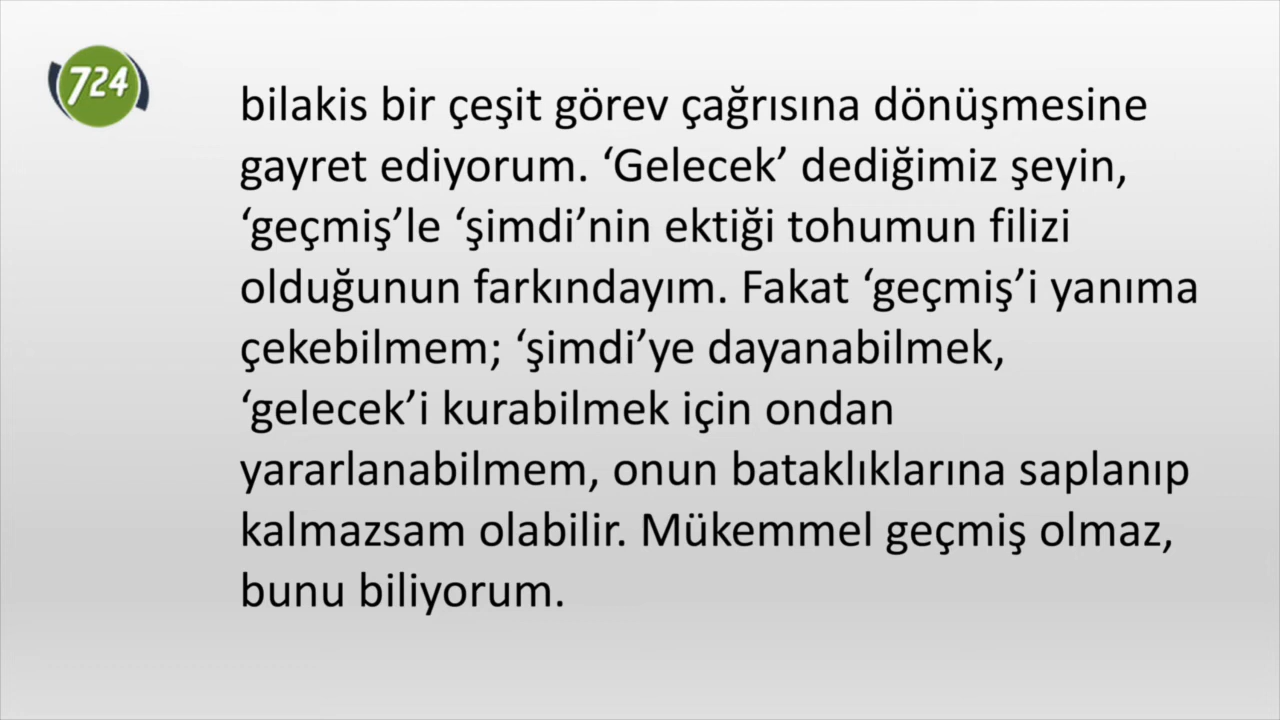 724
bilakis bir çeşit görev çağrısına dönüşmesine
gayret ediyorum. ‘Gelecek’ dediğimiz şeyin,
‘geçmiş’le ‘şimdi’nin ektiği tohumun filizi
olduğunun farkındayım. Fakat ‘geçmiş’i yanıma
çekebilmem; ‘şimdi’ye dayanabilmek,
‘gelecek’i kurabilmek için ondan
yararlanabilmem, onun bataklıklarına saplanıp
kalmazsam olabilir. Mükemmel geçmiş olmaz,
bunu biliyorum.